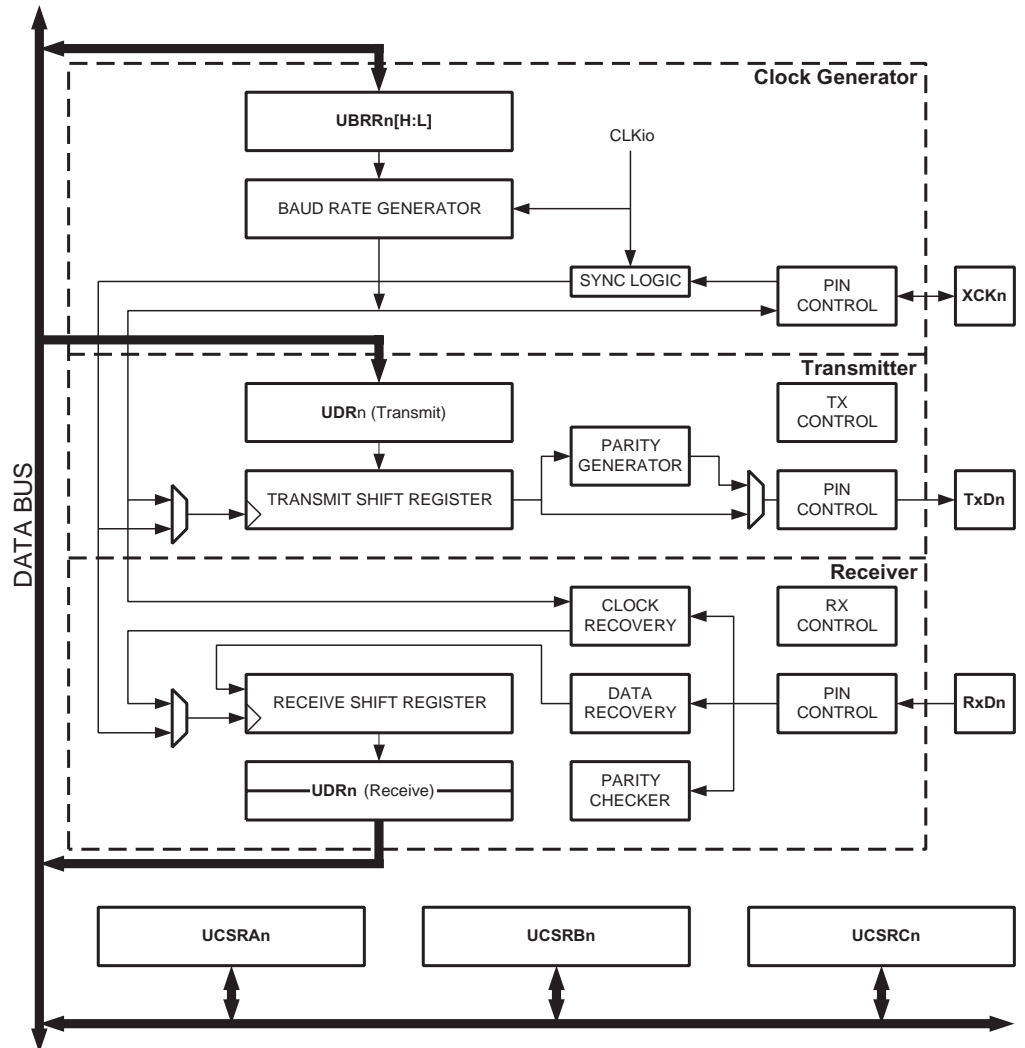 Clock Generator
UBRRn[H:L]
CLKio
BAUD RATE GENERATOR
SYNC LOGIC
PIN
CONTROL
XCKn
Transmitter
UDRn (Transmit)
TX
CONTROL
PARITY
GENERATOR
TRANSMIT SHIFT REGISTER
PIN
CONTROL
TxDn
DATA BUS
Receiver
CLOCK
RECOVERY
RX
CONTROL
RECEIVE SHIFT REGISTER
DATA
RECOVERY
PIN
CONTROL
RxDn
UDRn (Receive)
PARITY
CHECKER
UCSRAn
UCSRBn
UCSRCn